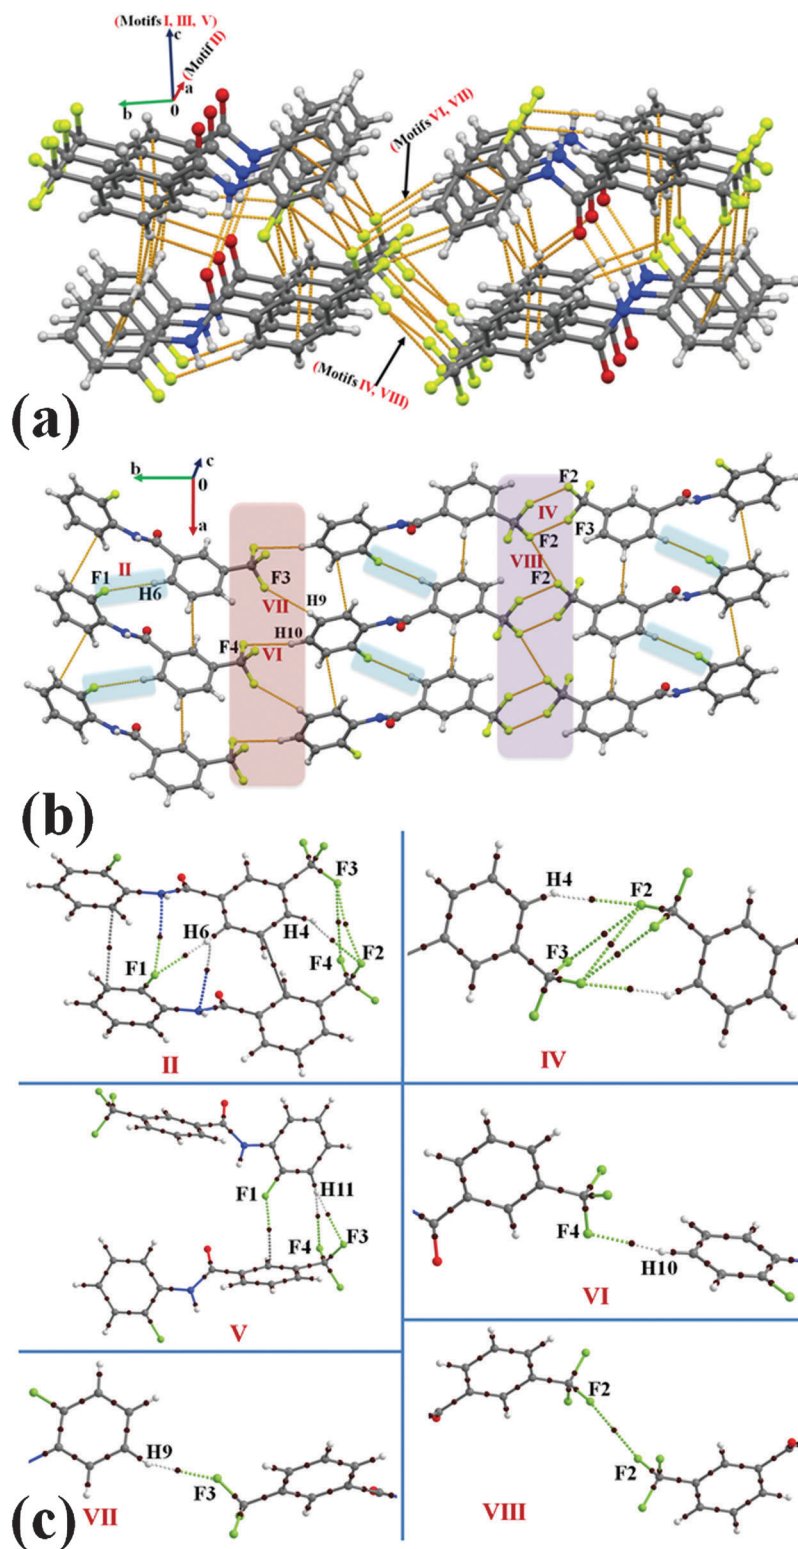 (Motifs I, III, V)
c
(Motif II)
a
b
0
(Motifs VI, VII)
(Motifs IV, VIII)
(a)
b
c
0
a
F2
IV
F3
F2
II
F1
H6
F3
VII
H9
VIII
F2
H10
F4
VI
(b)
F3
H6
H4
F1
F4
F2
II
H4
F2
F3
IV
F1
H11
F4
F3
V
F4
H10
VI
H9
F3
VII
F2
F2
VIII
(c)